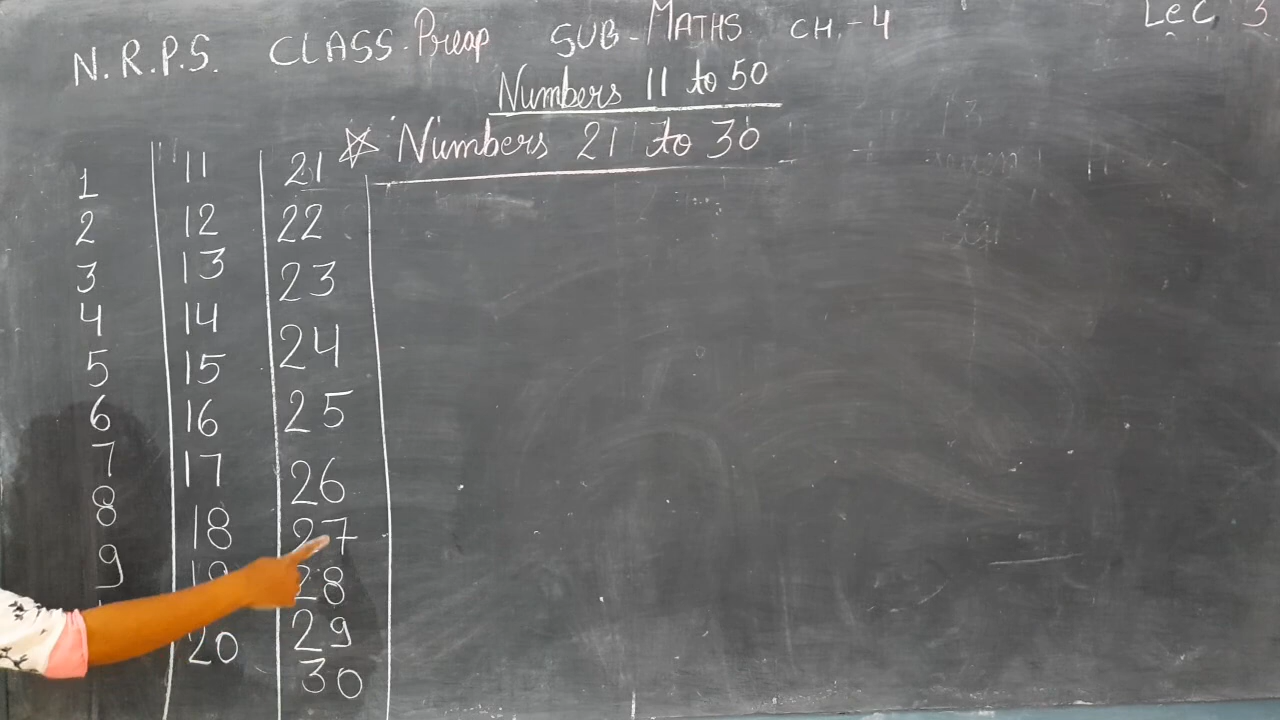 N.R.P.S. CLASS-Preap SUB-MATHS CH.-4 Lec 3
Numbers 11 to 50
Numbers 21 to 30
1 11 21
2 12 22
3 13 23
4 14 24
5 15 25
6 16 26
7 17 27
8 18 28
9 19 29
20 30